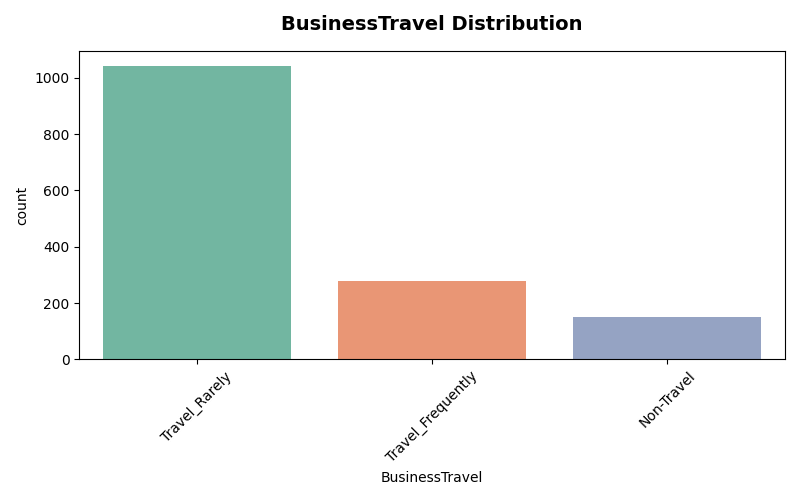 BusinessTravel Distribution
count
1000
800
600
400
200
0
Travel_Rarely
Travel_Frequently
Non-Travel
BusinessTravel